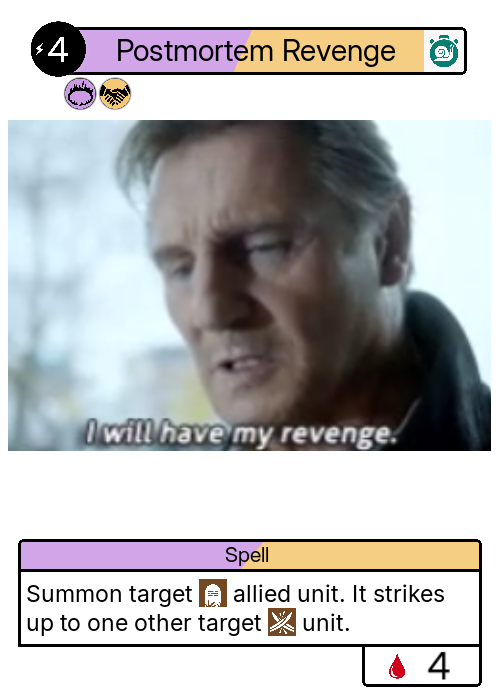 4 Postmortem Revenge
I will have my revenge.
Spell
Summon target allied unit. It strikes
up to one other target unit.
4